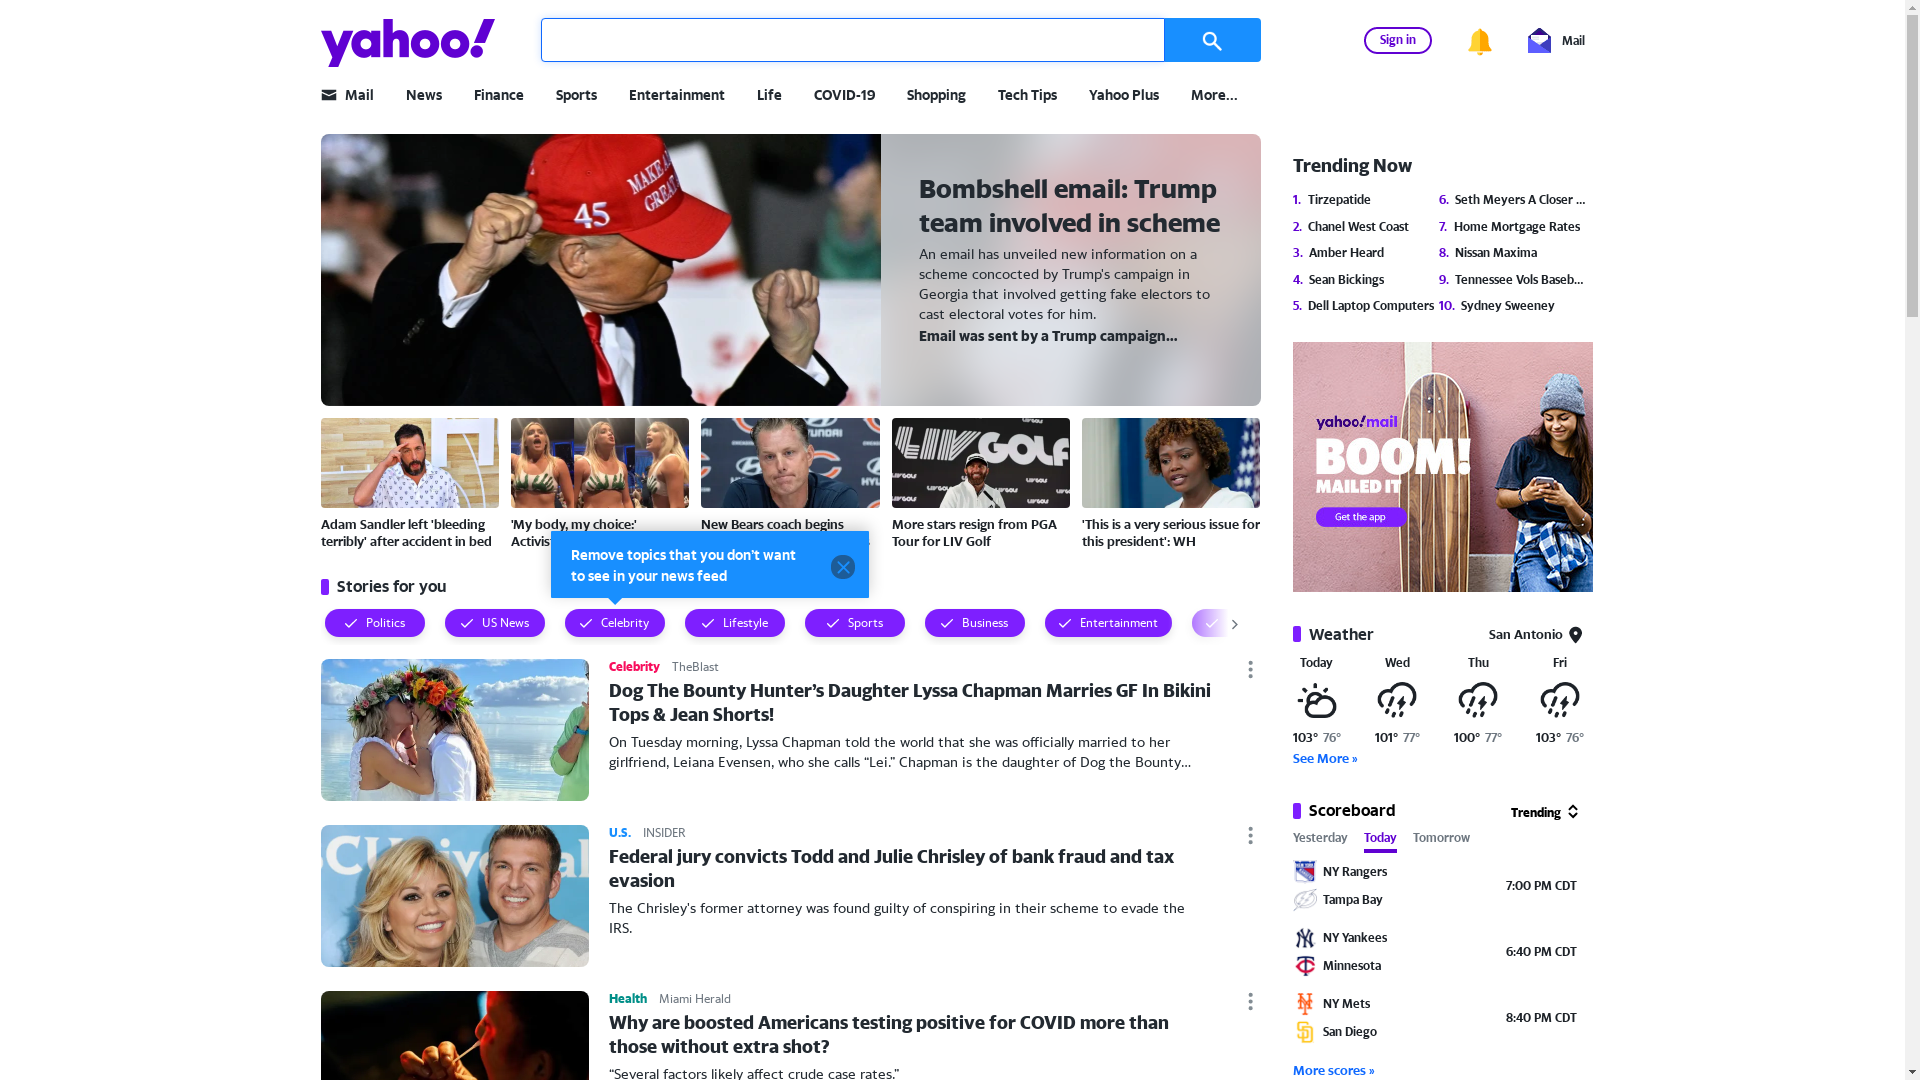 yahoo!
Sign in
Mail
Mail
News
Finance
Sports
Entertainment
Life
COVID-19
Shopping
Tech Tips
Yahoo Plus
More...
MAKE A
GREAT
45
Bombshell email: Trump
team involved in scheme
An email has unveiled new information on a
scheme concocted by Trump's campaign in
Georgia that involved getting fake electors to
cast electoral votes for him.
Email was sent by a Trump campaign...
Adam Sandler left 'bleeding
terribly' after accident in bed
'My body, my choice:'
Activist
New Bears coach begins
LIV GOLF
More stars resign from PGA
Tour for LIV Golf
'This is a very serious issue for
this president': WH
Remove topics that you don't want
to see in your news feed
Stories for you
Politics
US News
Celebrity
Lifestyle
Sports
Business
Entertainment
Celebrity TheBlast
Dog The Bounty Hunter’s Daughter Lyssa Chapman Marries GF In Bikini
Tops & Jean Shorts!
On Tuesday morning, Lyssa Chapman told the world that she was officially married to her
girlfriend, Leiana Evensen, who she calls “Lei.” Chapman is the daughter of Dog the Bounty...
U.S. INSIDER
Federal jury convicts Todd and Julie Chrisley of bank fraud and tax
evasion
The Chrisley's former attorney was found guilty of conspiring in their scheme to evade the
IRS.
Health Miami Herald
Why are boosted Americans testing positive for COVID more than
those without extra shot?
“Several factors likely affect crude case rates.”
Trending Now
1. Tirzepatide
2. Chanel West Coast
3. Amber Heard
4. Sean Bickings
5. Dell Laptop Computers
6. Seth Meyers A Closer ...
7. Home Mortgage Rates
8. Nissan Maxima
9. Tennessee Vols Baseb...
10. Sydney Sweeney
yahoo!mail
BOOM!
MAILED IT
Get the app
Weather
San Antonio
Today Wed Thu Fri
103° 76° 101° 77° 100° 77° 103° 76°
See More »
Scoreboard
Trending
Yesterday Today Tomorrow
NY Rangers
Tampa Bay
7:00 PM CDT
NY Yankees
Minnesota
6:40 PM CDT
NY Mets
San Diego
8:40 PM CDT
More scores »